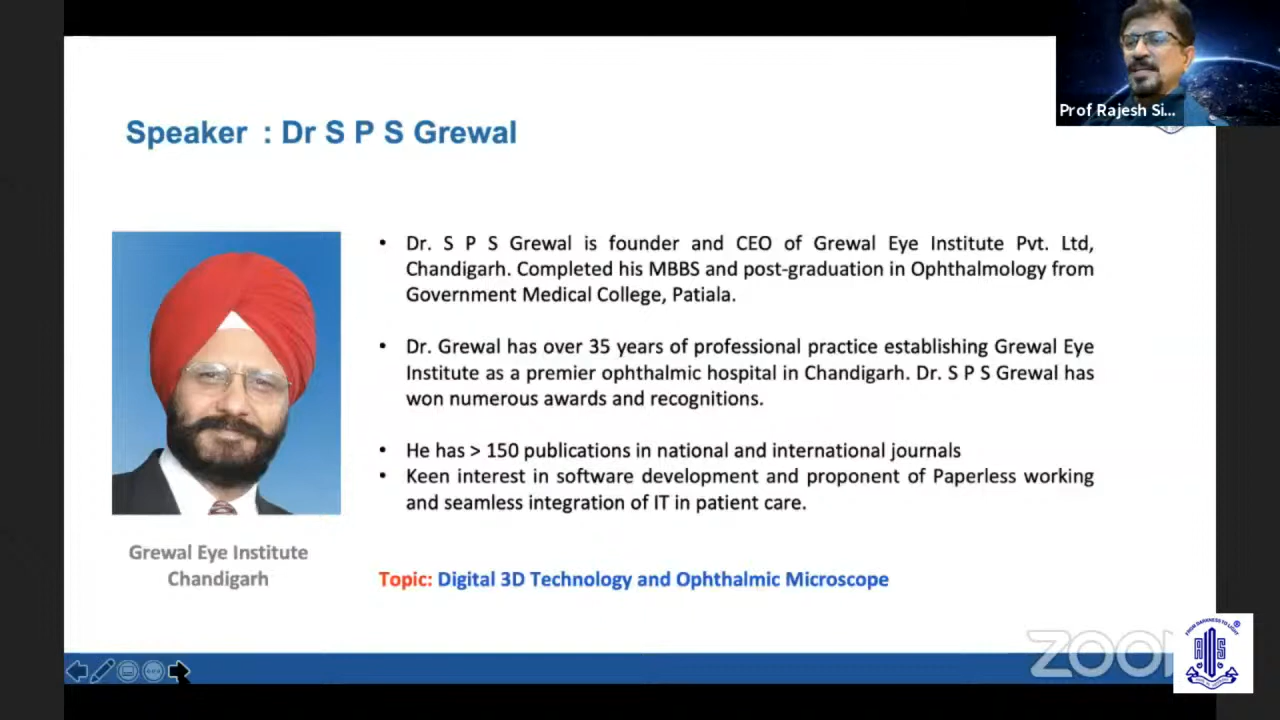 Prof Rajesh Si...
Speaker : Dr S P S Grewal
• Dr. S P S Grewal is founder and CEO of Grewal Eye Institute Pvt. Ltd,
Chandigarh. Completed his MBBS and post-graduation in Ophthalmology from
Government Medical College, Patiala.
• Dr. Grewal has over 35 years of professional practice establishing Grewal Eye
Institute as a premier ophthalmic hospital in Chandigarh. Dr. S P S Grewal has
won numerous awards and recognitions.
• He has > 150 publications in national and international journals
• Keen interest in software development and proponent of Paperless working
and seamless integration of IT in patient care.
Grewal Eye Institute
Chandigarh
Topic: Digital 3D Technology and Ophthalmic Microscope
FROM DARKNESS TO LIGHT